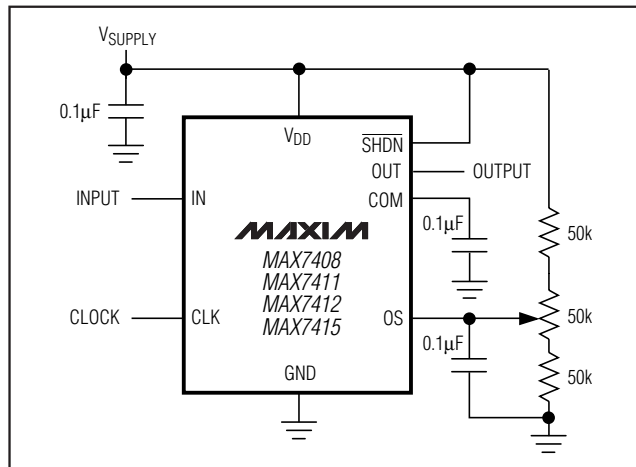 VSUPPLY
0.1µF
VDD
SHDN
OUT
OUTPUT
INPUT
IN
COM
MAXIM
0.1µF
50k
MAX7408
MAX7411
MAX7412
MAX7415
CLOCK
CLK
OS
50k
0.1µF
50k
GND